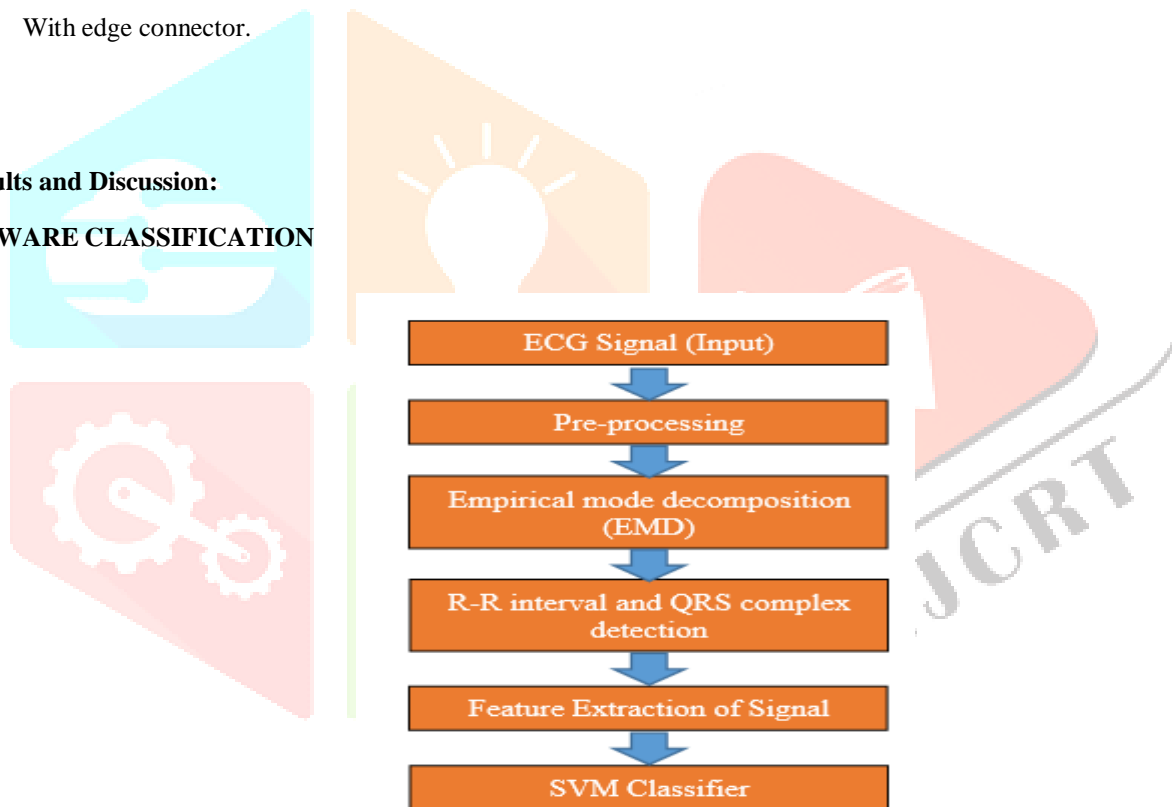 With edge connector.
ults and Discussion:
WARE CLASSIFICATION
ECG Signal (Input)
Pre-processing
Empirical mode decomposition
(EMD)
R-R interval and QRS complex
detection
Feature Extraction of Signal
SVM Classifier
JCRT